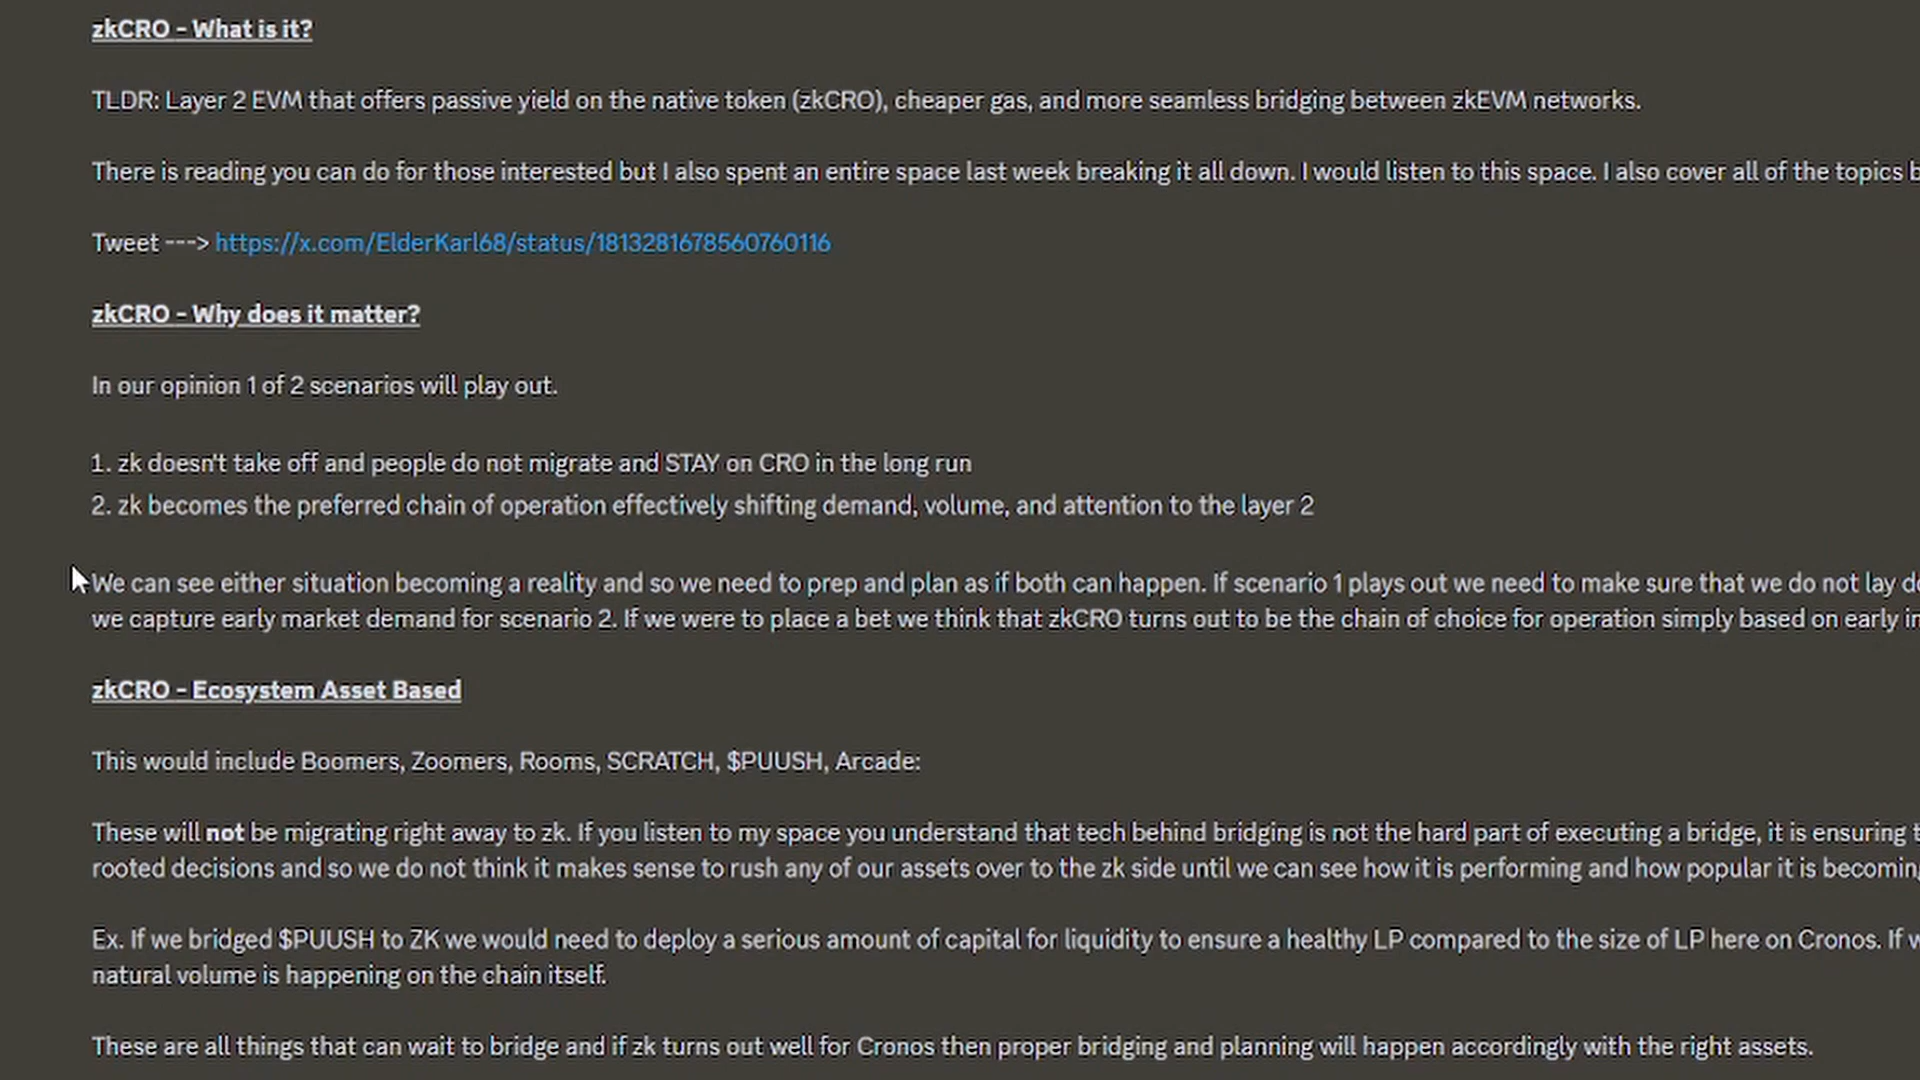 zkCRO - What is it?
TLDR: Layer 2 EVM that offers passive yield on the native token (zkCRO), cheaper gas, and more seamless bridging between zkEVM networks.
There is reading you can do for those interested but I also spent an entire space last week breaking it all down. I would listen to this space. I also cover all of the topics
Tweet ---> https://x.com/ElderKarl68/status/1813281678560760116
zkCRO - Why does it matter?
In our opinion 1 of 2 scenarios will play out.
1. zk doesn't take off and people do not migrate and STAY on CRO in the long run
2. zk becomes the preferred chain of operation effectively shifting demand, volume, and attention to the layer 2
We can see either situation becoming a reality and so we need to prep and plan as if both can happen. If scenario 1 plays out we need to make sure that we do not lay
we capture early market demand for scenario 2. If we were to place a bet we think that zkCRO turns out to be the chain of choice for operation simply based on early
zkCRO - Ecosystem Asset Based
This would include Boomers, Zoomers, Rooms, SCRATCH, $PUUSH, Arcade:
These will not be migrating right away to zk. If you listen to my space you understand that tech behind bridging is not the hard part of executing a bridge, it is ensuring
rooted decisions and so we do not think it makes sense to rush any of our assets over to the zk side until we can see how it is performing and how popular it is becoming
Ex. If we bridged $PUUSH to ZK we would need to deploy a serious amount of capital for liquidity to ensure a healthy LP compared to the size of LP here on Cronos. If
natural volume is happening on the chain itself.
These are all things that can wait to bridge and if zk turns out well for Cronos then proper bridging and planning will happen accordingly with the right assets.